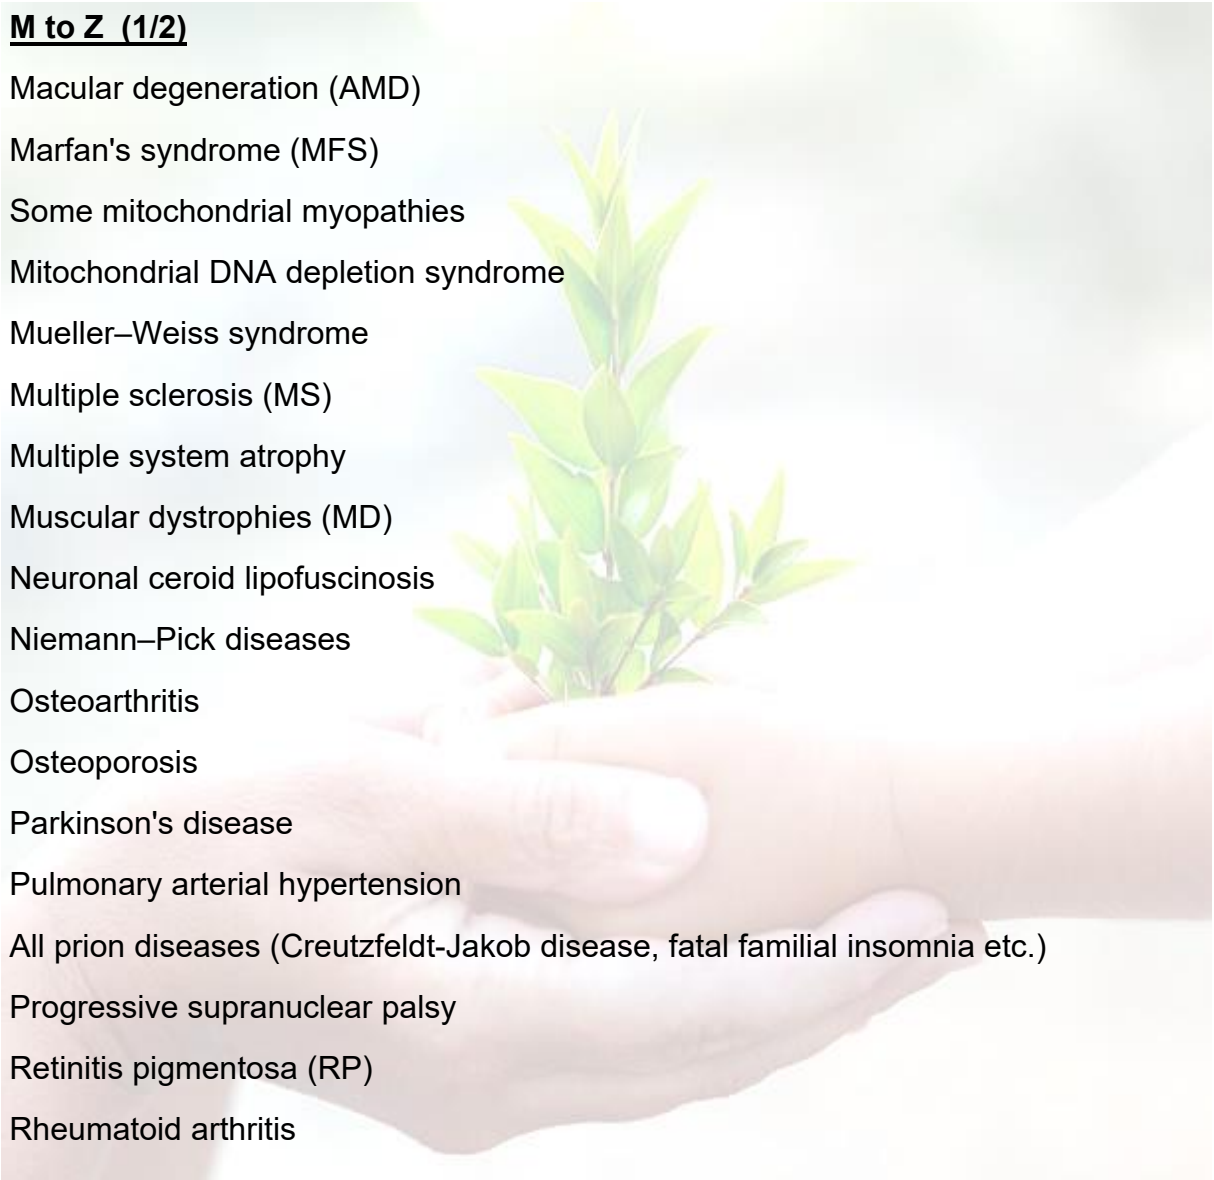 M to Z (1/2)
Macular degeneration (AMD)
Marfan's syndrome (MFS)
Some mitochondrial myopathies
Mitochondrial DNA depletion syndrome
Mueller–Weiss syndrome
Multiple sclerosis (MS)
Multiple system atrophy
Muscular dystrophies (MD)
Neuronal ceroid lipofuscinosis
Niemann–Pick diseases
Osteoarthritis
Osteoporosis
Parkinson's disease
Pulmonary arterial hypertension
All prion diseases (Creutzfeldt-Jakob disease, fatal familial insomnia etc.)
Progressive supranuclear palsy
Retinitis pigmentosa (RP)
Rheumatoid arthritis